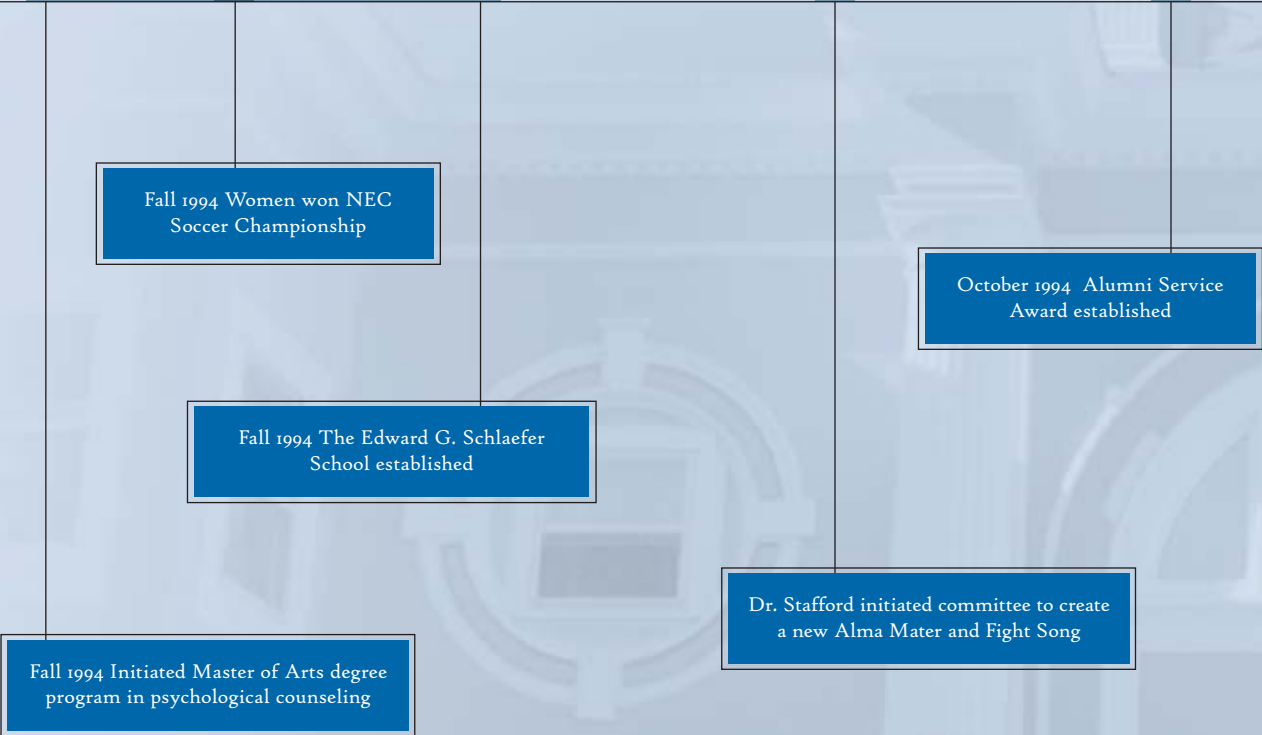 Fall 1994 Women won NEC
Soccer Championship
October 1994 Alumni Service
Award established
Fall 1994 The Edward G. Schlaefer
School established
Dr. Stafford initiated committee to create
a new Alma Mater and Fight Song
Fall 1994 Initiated Master of Arts degree
program in psychological counseling